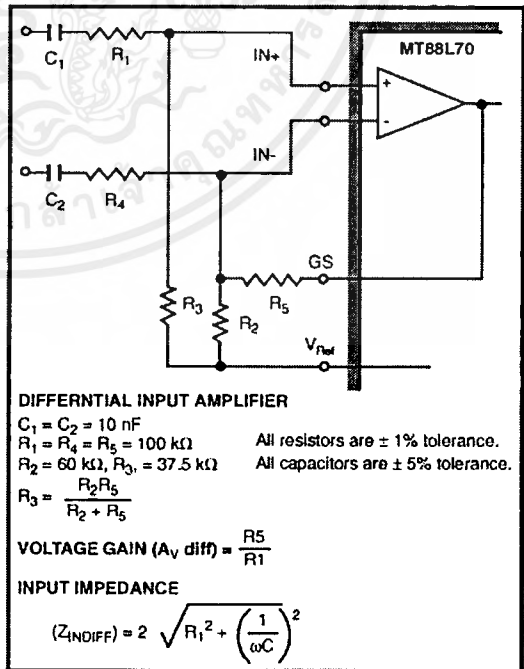 MT88L70
IN+
C₁ R₁
+
-
IN-
C₂ R₄
GS
R₃ R₅
R₂
V_Ref
DIFFERNTIAL INPUT AMPLIFIER
C₁ = C₂ = 10 nF
R₁ = R₄ = R₅ = 100 kΩ All resistors are ± 1% tolerance.
R₂ = 60 kΩ, R₃, = 37.5 kΩ All capacitors are ± 5% tolerance.
R₃ = R₂R₅ / R₂ + R₅
VOLTAGE GAIN (Aᵥ diff) = R5 / R1
INPUT IMPEDANCE
(Z_INDIFF) = 2 √ R₁² + (1 / ωC)²